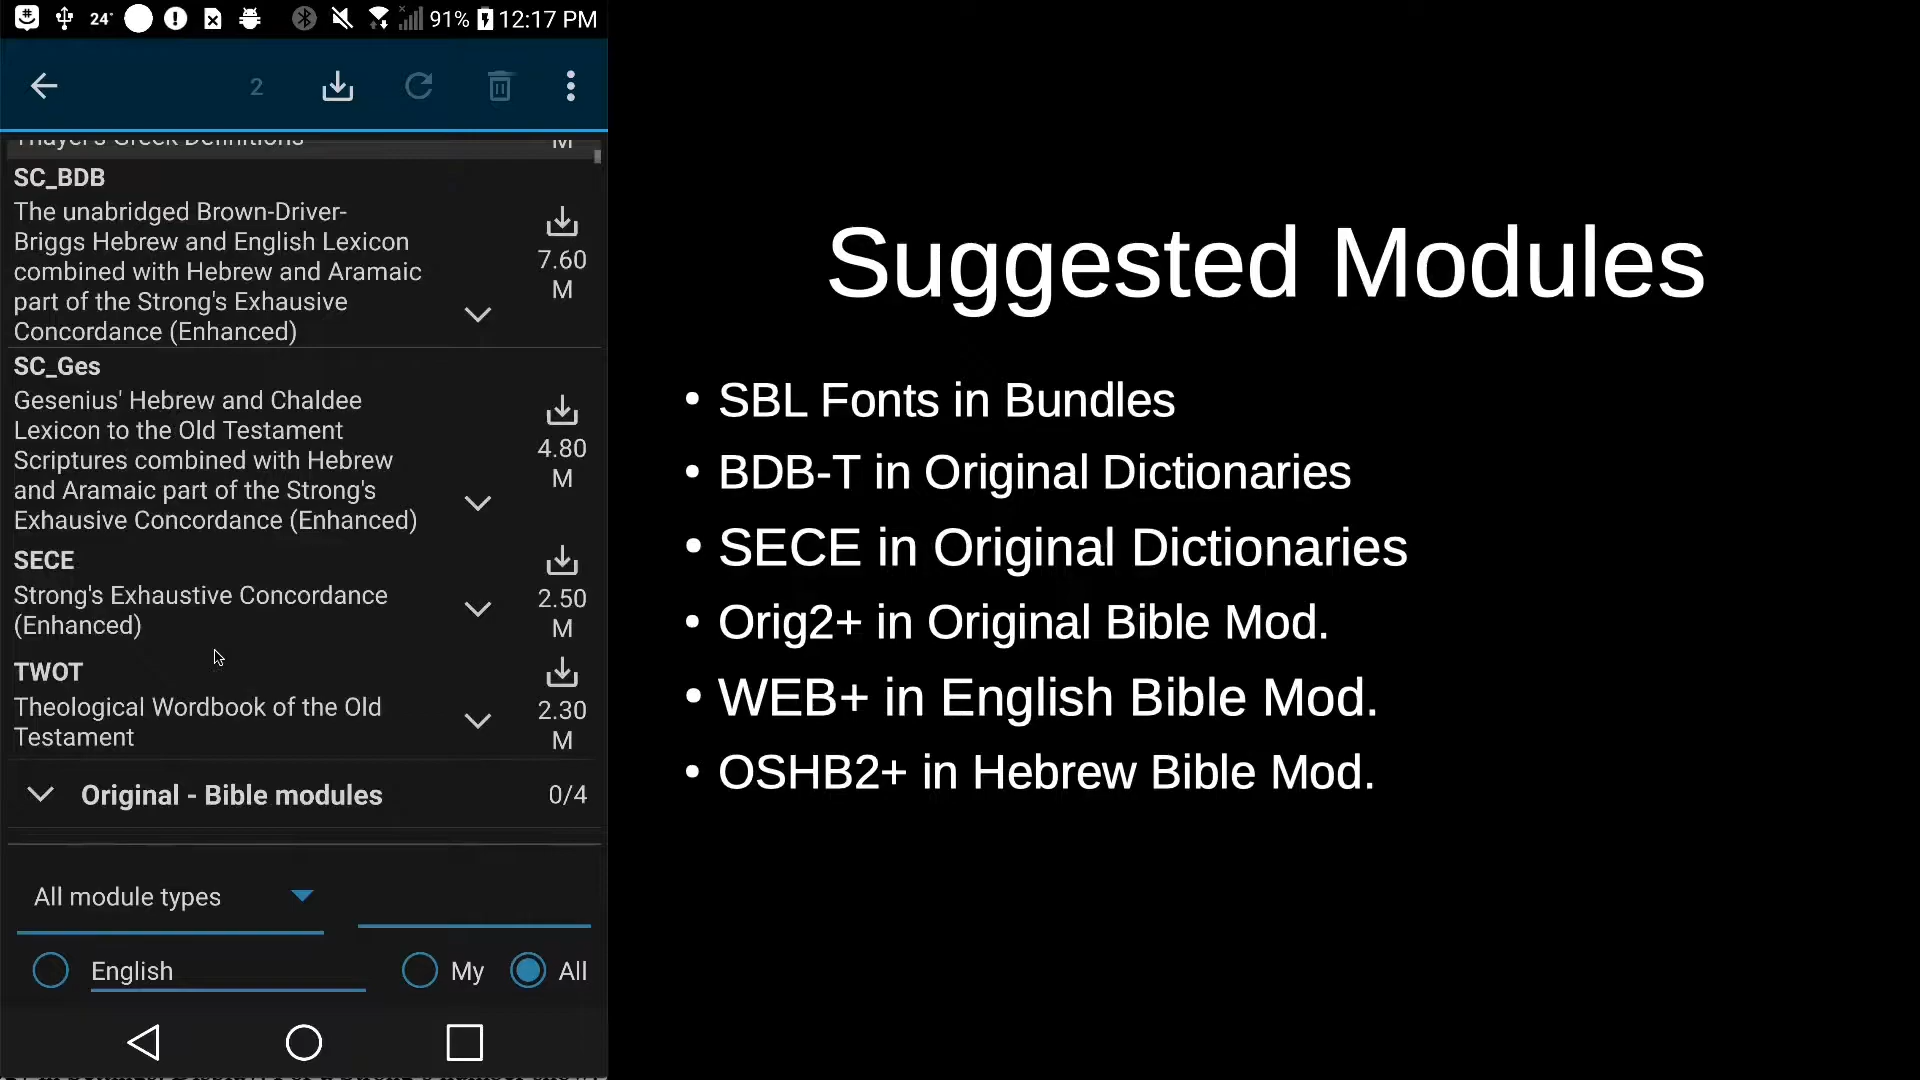 24°
91%
12:17 PM
2
Thayer's Greek Definitions
M
SC_BDB
The unabridged Brown-Driver-
Briggs Hebrew and English Lexicon
combined with Hebrew and Aramaic
part of the Strong's Exhausive
Concordance (Enhanced)
7.60
M
SC_Ges
Gesenius' Hebrew and Chaldee
Lexicon to the Old Testament
Scriptures combined with Hebrew
and Aramaic part of the Strong's
Exhausive Concordance (Enhanced)
4.80
M
SECE
Strong's Exhaustive Concordance
(Enhanced)
2.50
M
TWOT
Theological Wordbook of the Old
Testament
2.30
M
Original - Bible modules 0/4
All module types
English My All
Suggested Modules
• SBL Fonts in Bundles
• BDB-T in Original Dictionaries
• SECE in Original Dictionaries
• Orig2+ in Original Bible Mod.
• WEB+ in English Bible Mod.
• OSHB2+ in Hebrew Bible Mod.